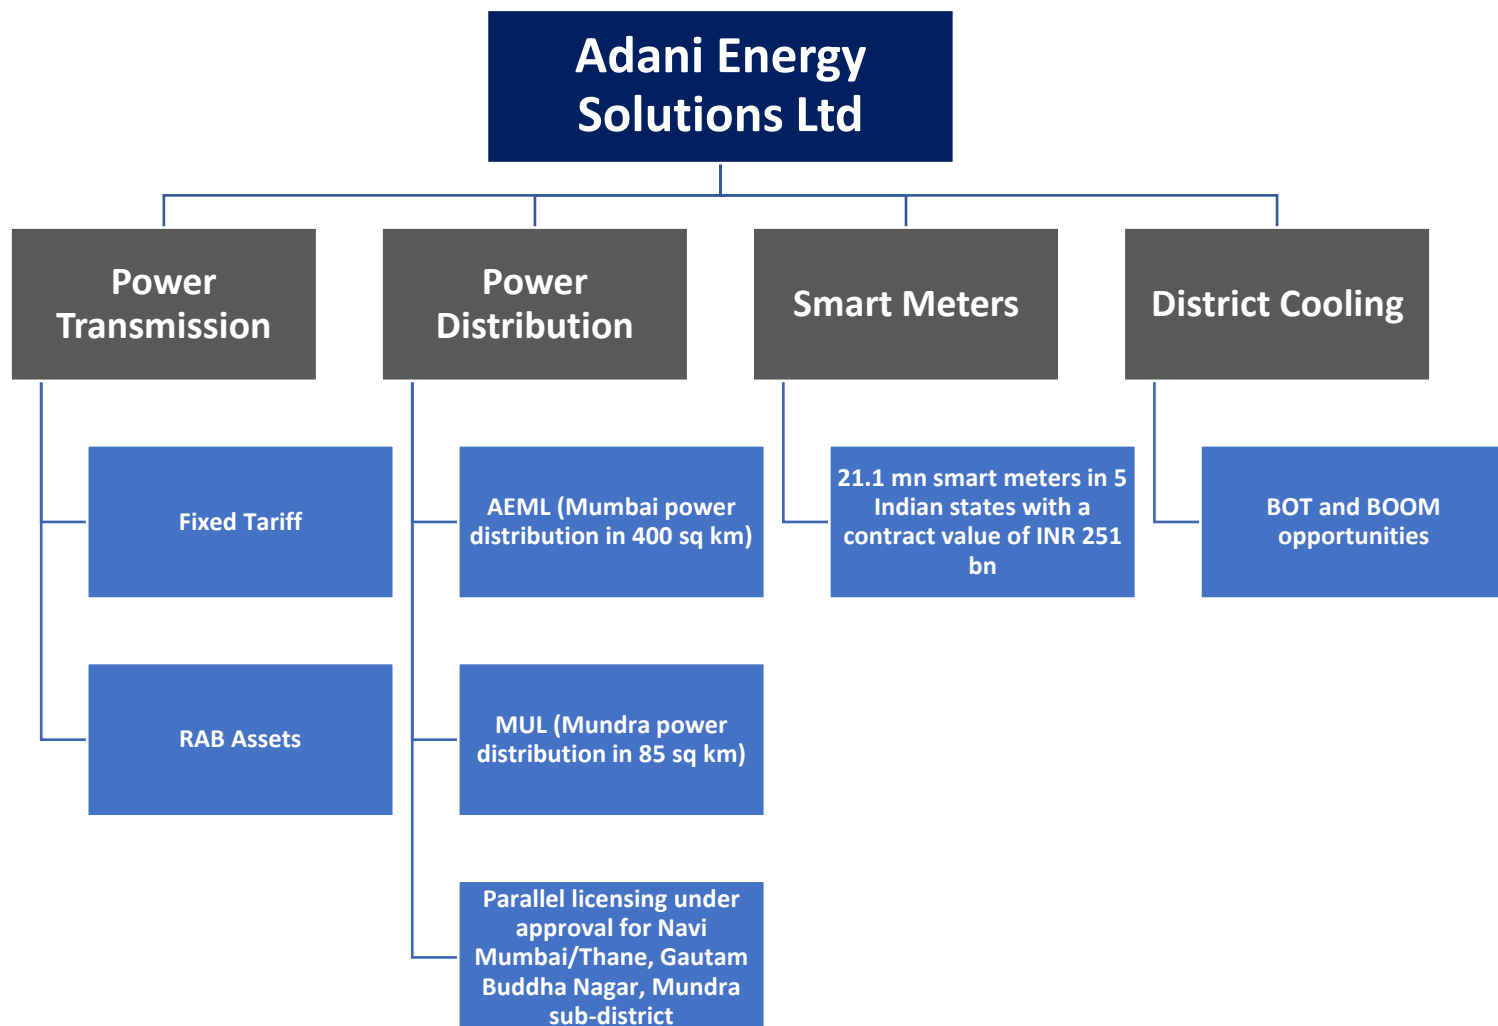 Adani Energy
Solutions Ltd
Power
Transmission
Power
Distribution
Smart Meters
District Cooling
Fixed Tariff
AEML (Mumbai power
distribution in 400 sq km)
21.1 mn smart meters in 5
Indian states with a
contract value of INR 251
bn
BOT and BOOM
opportunities
RAB Assets
MUL (Mundra power
distribution in 85 sq km)
Parallel licensing under
approval for Navi
Mumbai/Thane, Gautam
Buddha Nagar, Mundra
sub-district